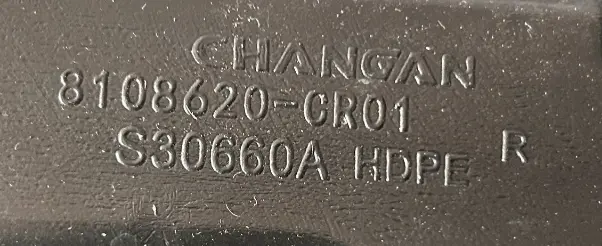 CHANGAN
8108620-CR01
S30660A HDPE R